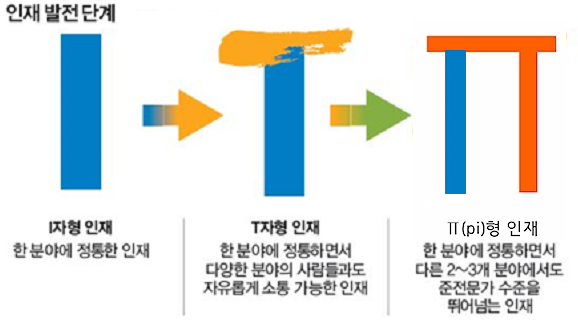 인재 발전 단계
I자형 인재
한 분야에 정통한 인재
T자형 인재
한 분야에 정통하면서
다양한 분야의 사람들과도
자유롭게 소통 가능한 인재
π(pi)형 인재
한 분야에 정통하면서
다른 2~3개 분야에서도
준전문가 수준을
뛰어넘는 인재